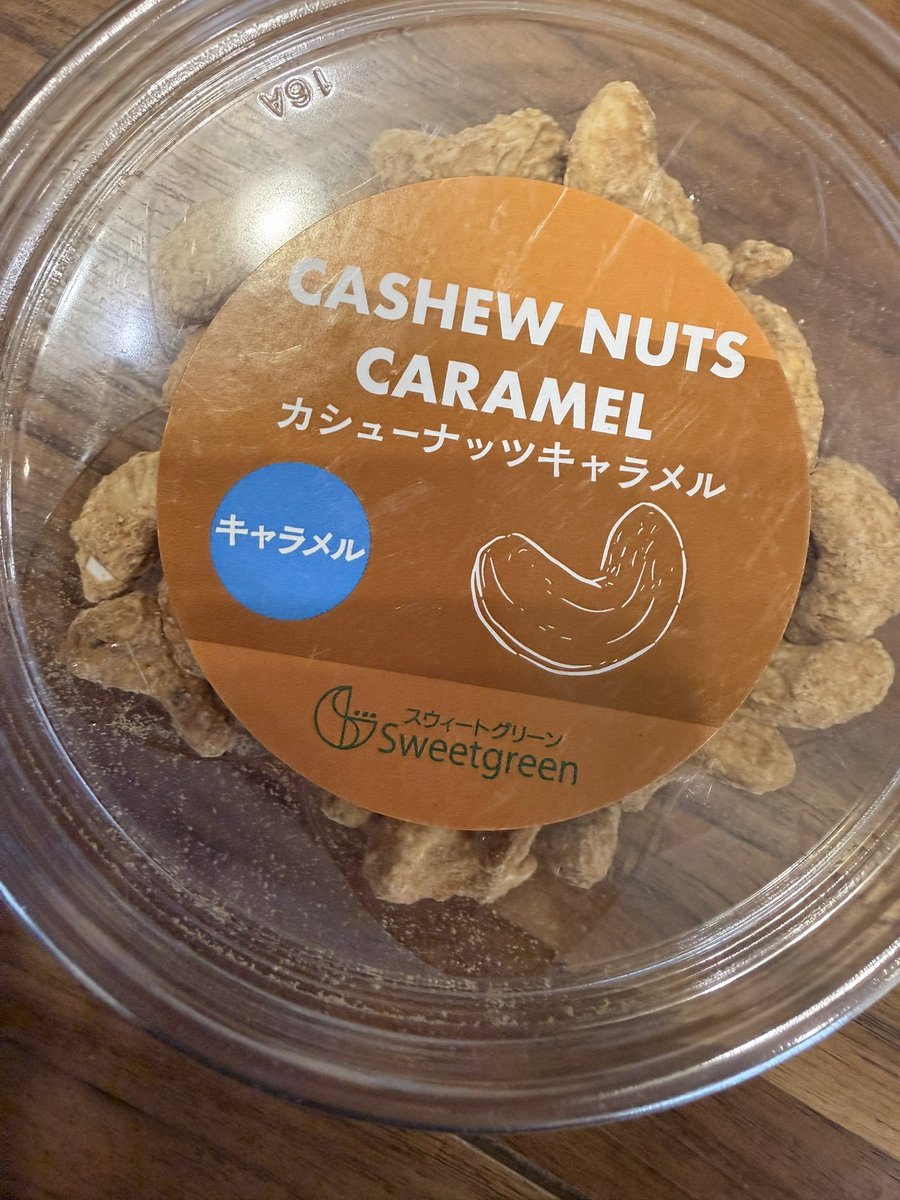 16A
CASHEW NUTS
CARAMEL
カシューナッツキャラメル
キャラメル
スウィートグリーン
Sweetgreen